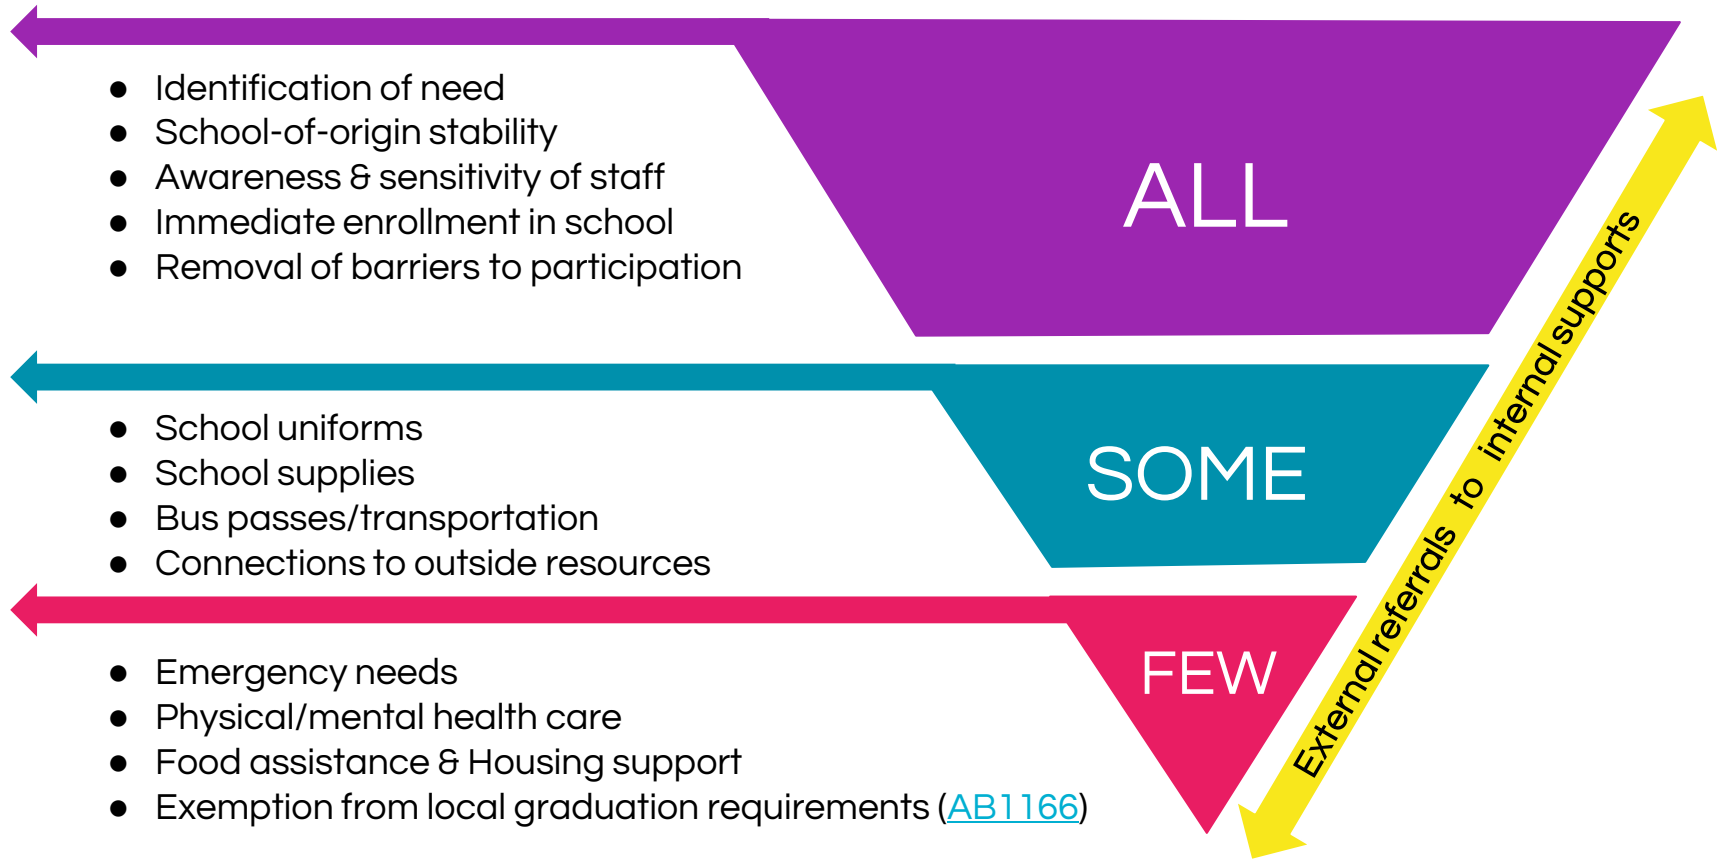 ● Identification of need
● School-of-origin stability
● Awareness & sensitivity of staff
● Immediate enrollment in school
● Removal of barriers to participation
ALL
● School uniforms
● School supplies
● Bus passes/transportation
● Connections to outside resources
SOME
● Emergency needs
● Physical/mental health care
● Food assistance & Housing support
● Exemption from local graduation requirements (AB1166)
FEW
External referrals to internal supports